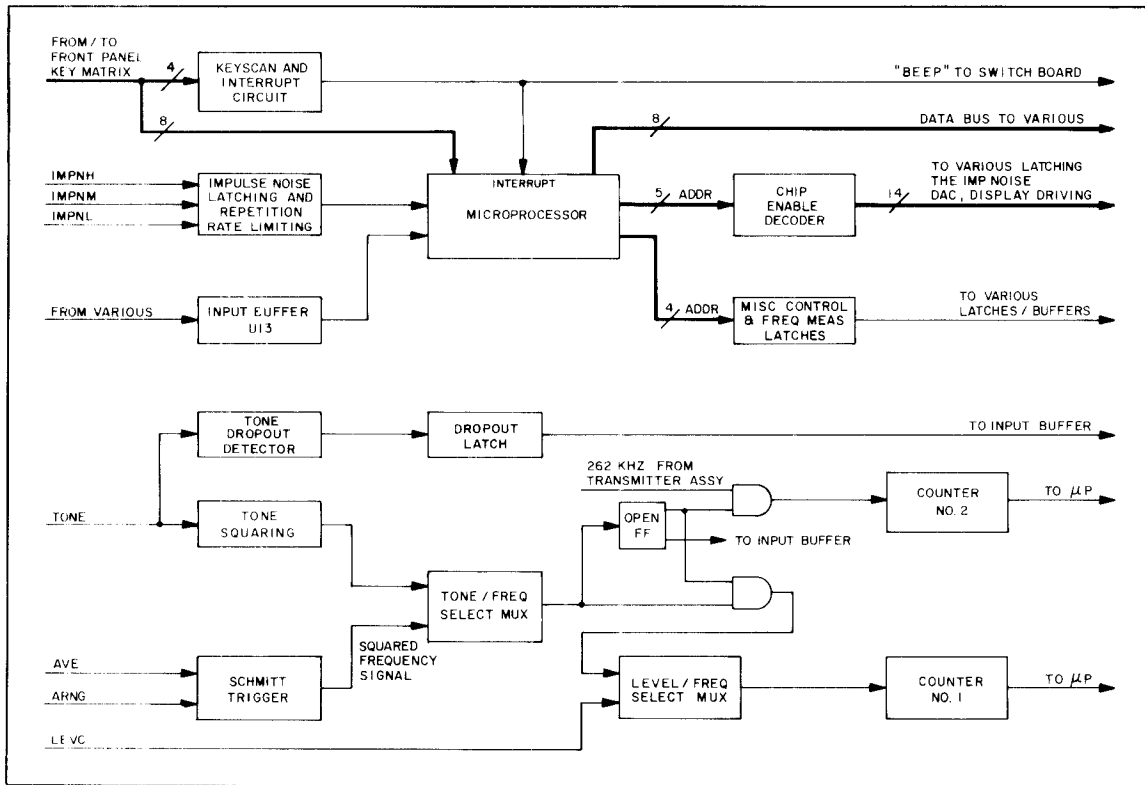 FROM / TO
FRONT PANEL
KEY MATRIX
4
KEYSCAN AND
INTERRUPT
CIRCUIT
"BEEP" TO SWITCH BOARD
8
8
DATA BUS TO VARIOUS
IMPNH
IMPNM
IMPNL
IMPULSE NOISE
LATCHING AND
REPETITION
RATE LIMITING
INTERRUPT
MICROPROCESSOR
5 ADDR
CHIP
ENABLE
DECODER
14
TO VARIOUS LATCHING
THE IMP NOISE
DAC, DISPLAY DRIVING
FROM VARIOUS
INPUT EUFFER
U13
4 ADDR
MISC CONTROL
& FREQ MEAS
LATCHES
TO VARIOUS
LATCHES / BUFFERS
TONE
DROPOUT
DETECTOR
DROPOUT
LATCH
TO INPUT BUFFER
262 KHZ FROM
TRANSMITTER ASSY
COUNTER
NO. 2
TO µP
TONE
TONE
SQUARING
OPEN
FF
TO INPUT BUFFER
TONE / FREQ
SELECT MUX
SQUARED
FREQUENCY
SIGNAL
AVE
ARNG
SCHMITT
TRIGGER
LEVEL / FREQ
SELECT MUX
COUNTER
NO. 1
TO µP
LEVC